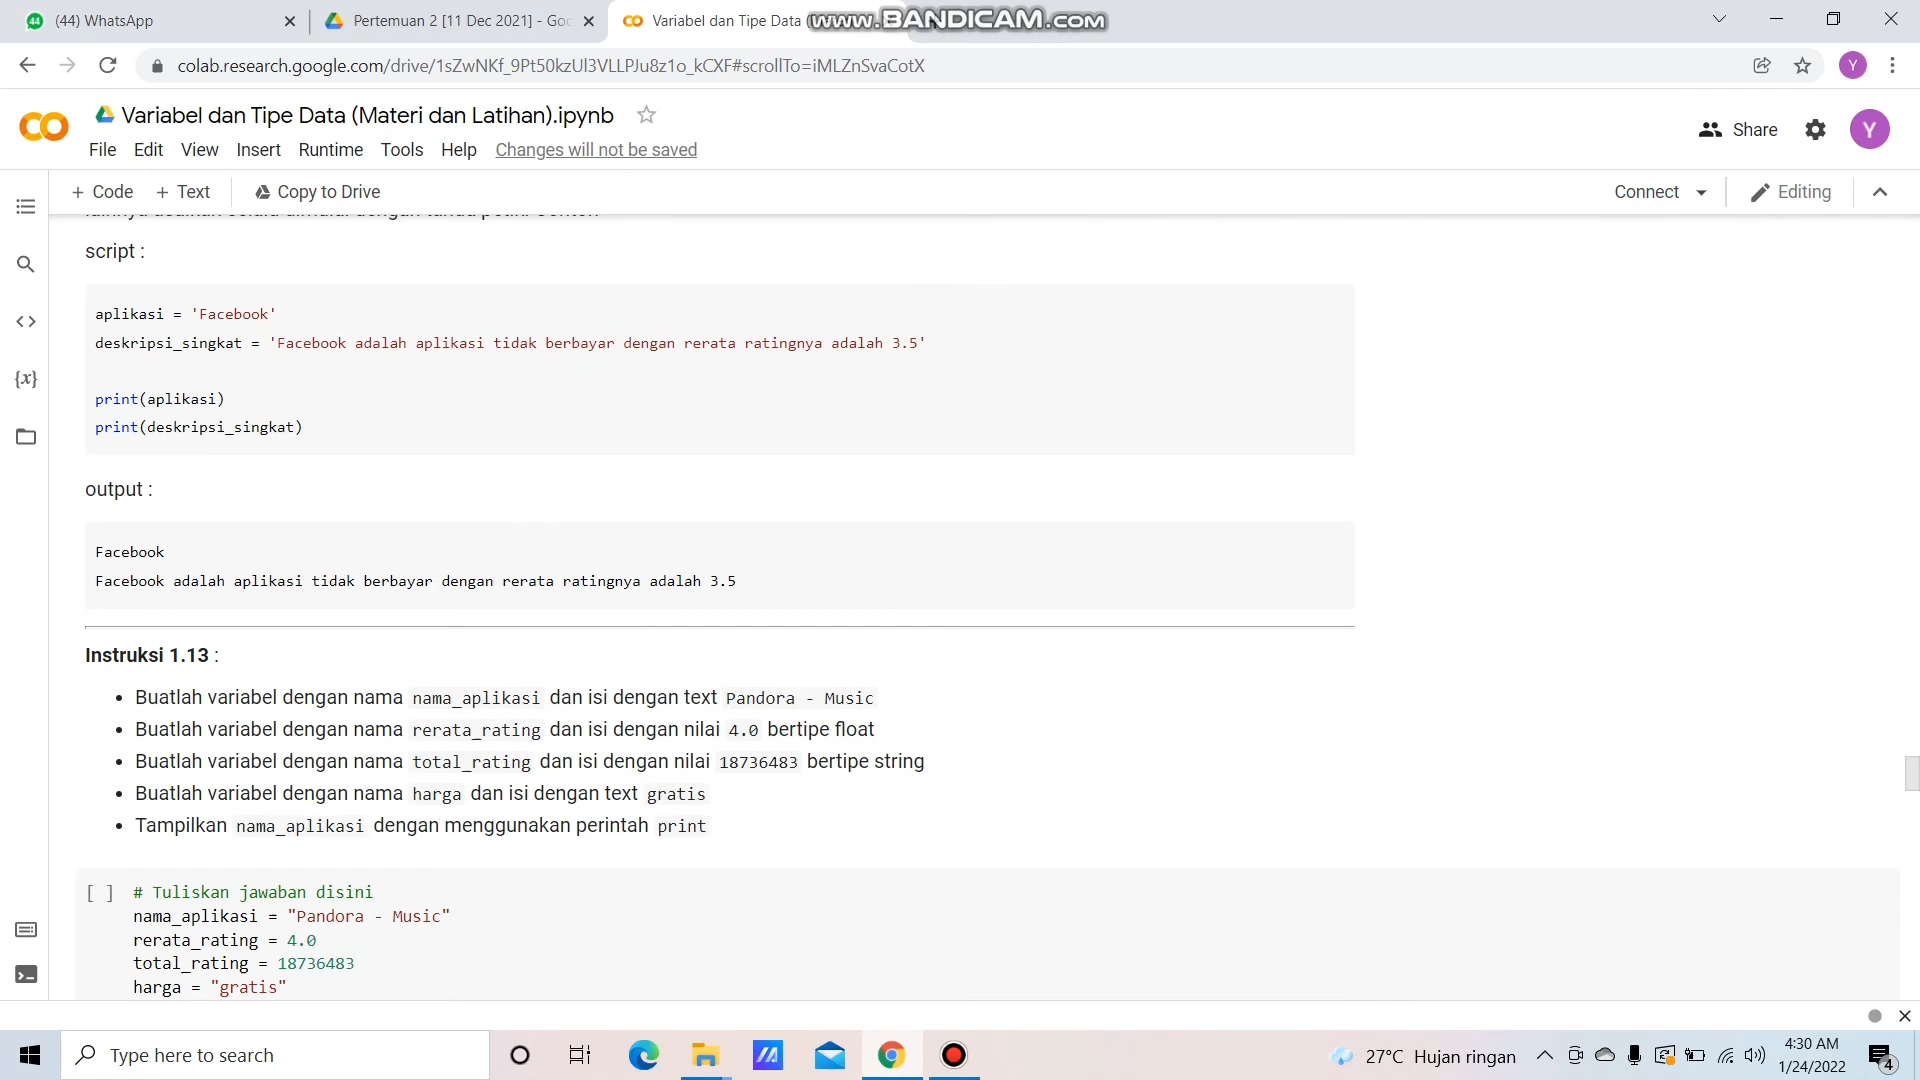 44 (44) WhatsApp
Pertemuan 2 [11 Dec 2021] - Goo
Variabel dan Tipe Data (
www.BANDICAM.com
colab.research.google.com/drive/1sZwNKf_9Pt50kzUl3VLLPJu8z1o_kCXF#scrollTo=iMLZnSvaCotX
Y
CO
Variabel dan Tipe Data (Materi dan Latihan).ipynb
Share
Y
File Edit View Insert Runtime Tools Help Changes will not be saved
+ Code + Text Copy to Drive
Connect
Editing
script :
aplikasi = 'Facebook'
deskripsi_singkat = 'Facebook adalah aplikasi tidak berbayar dengan rerata ratingnya adalah 3.5'
{x}
print(aplikasi)
print(deskripsi_singkat)
output :
Facebook
Facebook adalah aplikasi tidak berbayar dengan rerata ratingnya adalah 3.5
Instruksi 1.13 :
• Buatlah variabel dengan nama nama_aplikasi dan isi dengan text Pandora - Music
• Buatlah variabel dengan nama rerata_rating dan isi dengan nilai 4.0 bertipe float
• Buatlah variabel dengan nama total_rating dan isi dengan nilai 18736483 bertipe string
• Buatlah variabel dengan nama harga dan isi dengan text gratis
• Tampilkan nama_aplikasi dengan menggunakan perintah print
[ ] # Tuliskan jawaban disini
nama_aplikasi = "Pandora - Music"
rerata_rating = 4.0
total_rating = 18736483
harga = "gratis"
Type here to search
27°C Hujan ringan
4:30 AM
1/24/2022
4